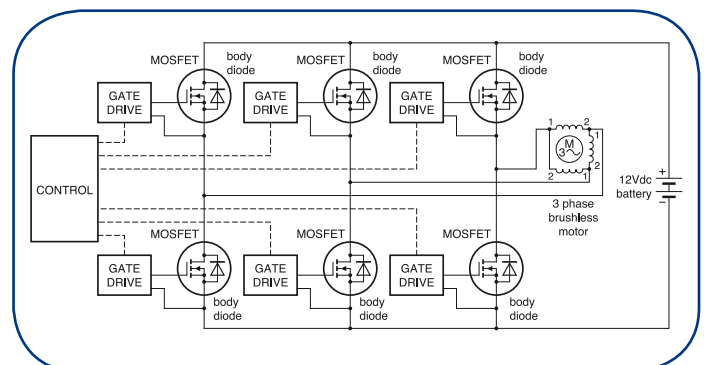 MOSFET
body
diode
MOSFET
body
diode
MOSFET
body
diode
GATE
DRIVE
GATE
DRIVE
GATE
DRIVE
CONTROL
1 2
M
3
1
2
2 1
3 phase
brushless
motor
+
12Vdc
battery
−
MOSFET
MOSFET
MOSFET
GATE
DRIVE
GATE
DRIVE
GATE
DRIVE
body
diode
body
diode
body
diode